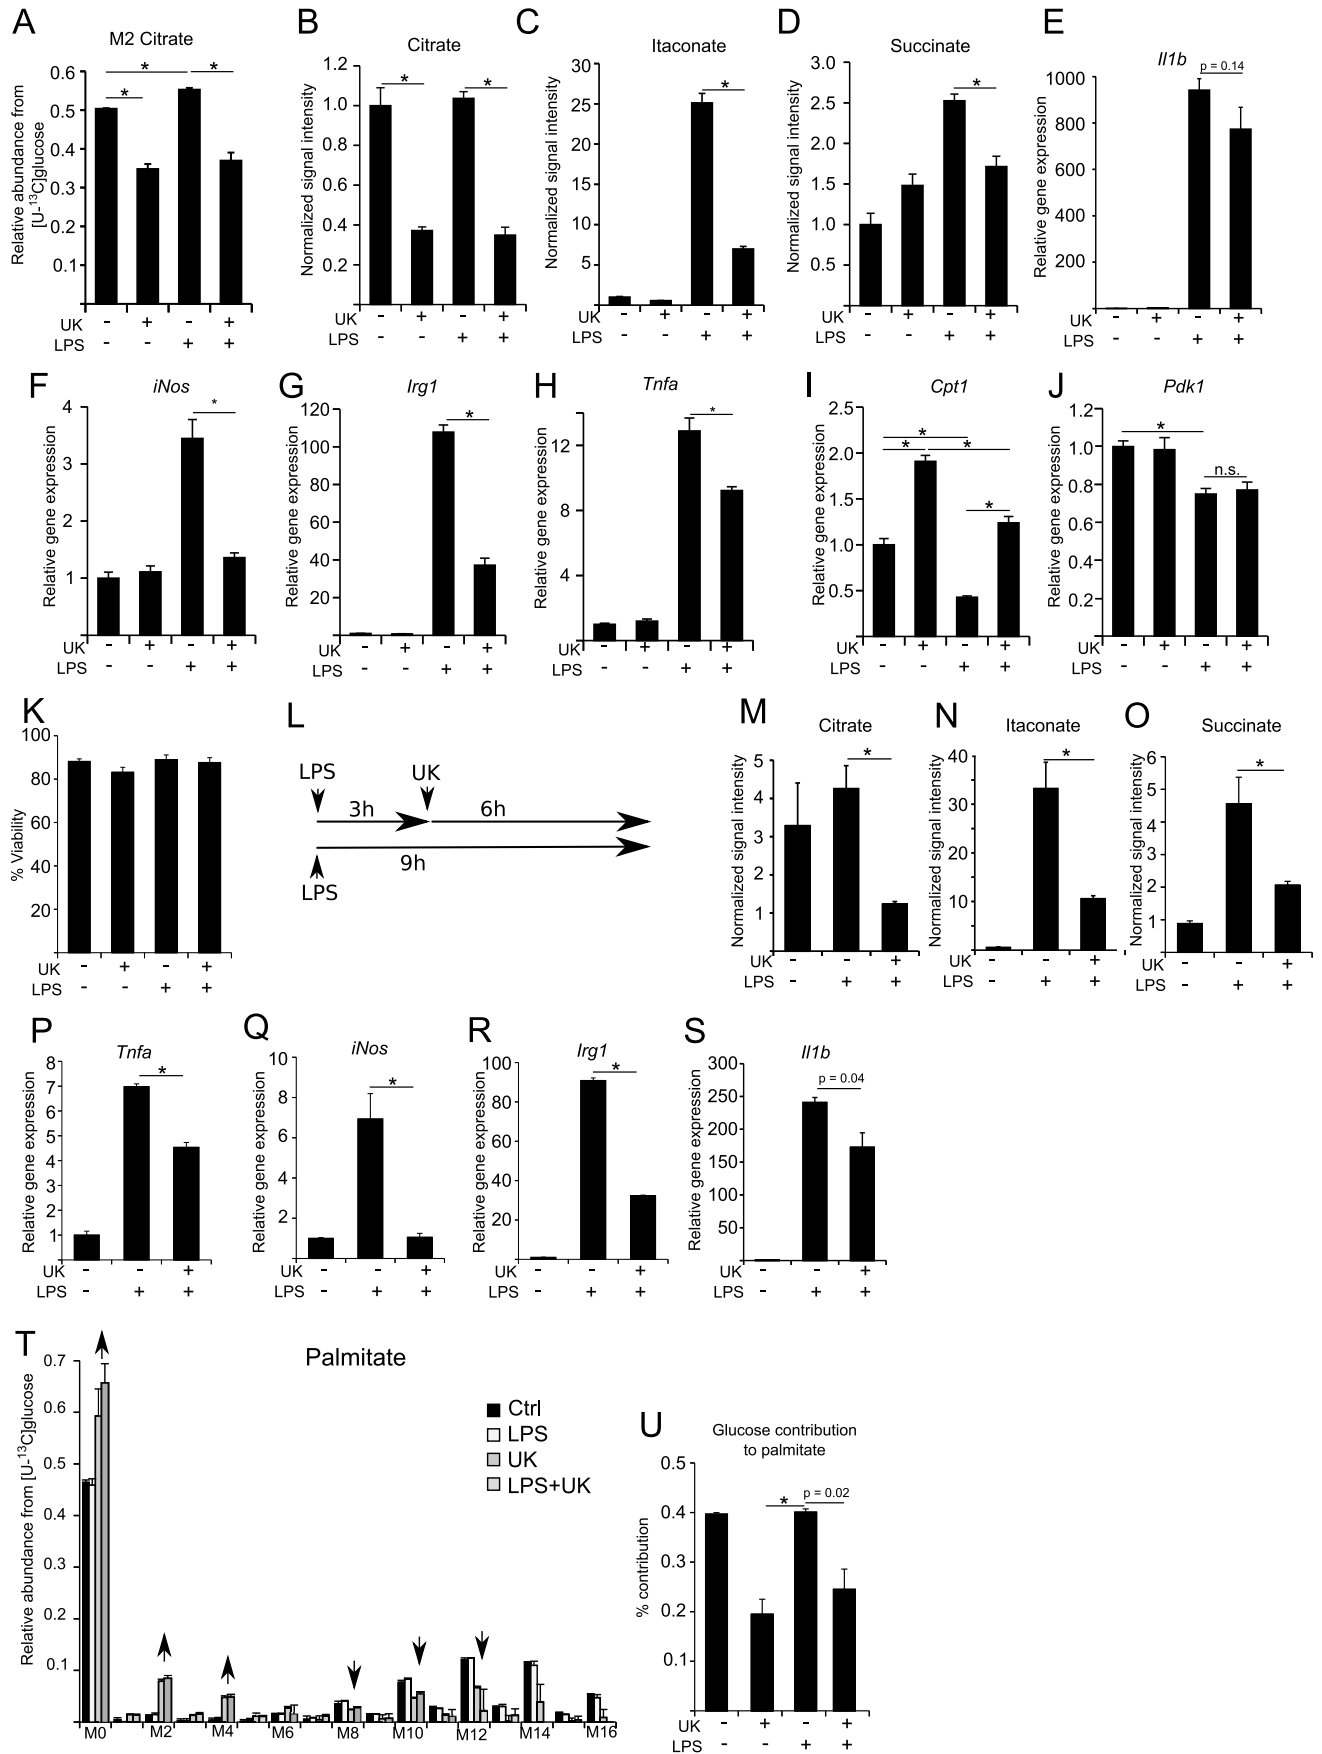 A
M2 Citrate
Relative abundance from
[U-¹³C]glucose
0.6
0.5
0.4
0.3
0.2
0.1
* * *
UK - + - +
LPS - - + +
B
Citrate
Normalized signal intensity
1.2
1.0
0.8
0.6
0.4
0.2
* *
UK - + - +
LPS - - + +
C
Itaconate
Normalized signal intensity
30
25
20
15
10
5
*
UK - + - +
LPS - - + +
D
Succinate
Normalized signal intensity
3.0
2.5
2.0
1.5
1.0
0.5
*
UK - + - +
LPS - - + +
E
Il1b
Relative gene expression
1000
800
600
400
200
p = 0.14
UK - + - +
LPS - - + +
F
iNos
Relative gene expression
4
3
2
1
*
UK - + - +
LPS - - + +
G
Irg1
Relative gene expression
120
100
80
60
40
20
*
UK - + - +
LPS - - + +
H
Tnfa
Relative gene expression
12
8
4
*
UK - + - +
LPS - - + +
I
Cpt1
Relative gene expression
2.5
2.0
1.5
1.0
0.5
* * * *
UK - + - +
LPS - - + +
J
Pdk1
Relative gene expression
1.2
1.0
0.8
0.6
0.4
0.2
*
n.s.
UK - + - +
LPS - - + +
K
% Viability
100
80
60
40
20
UK - + - +
LPS - - + +
L
LPS UK
3h 6h
9h
LPS
M
Citrate
Normalized signal intensity
5
4
3
2
1
*
UK - - +
LPS - + +
N
Itaconate
Normalized signal intensity
40
30
20
10
*
UK - - +
LPS - + +
O
Succinate
Normalized signal intensity
6
5
4
3
2
1
*
UK - - +
LPS - + +
P
Tnfa
Relative gene expression
8
7
6
5
4
3
2
1
*
UK - - +
LPS - + +
Q
iNos
Relative gene expression
10
8
6
4
2
*
UK - - +
LPS - + +
R
Irg1
Relative gene expression
100
80
60
40
20
*
UK - - +
LPS - + +
S
Il1b
Relative gene expression
300
250
200
150
100
50
p = 0.04
UK - - +
LPS - + +
T
Palmitate
Relative abundance from [U-¹³C]glucose
0.7
0.6
0.5
0.4
0.3
0.2
0.1
Ctrl
LPS
UK
LPS+UK
M0 M2 M4 M6 M8 M10 M12 M14 M16
U
Glucose contribution
to palmitate
% contribution
0.5
0.4
0.3
0.2
0.1
*
p = 0.02
UK - + - +
LPS - - + +